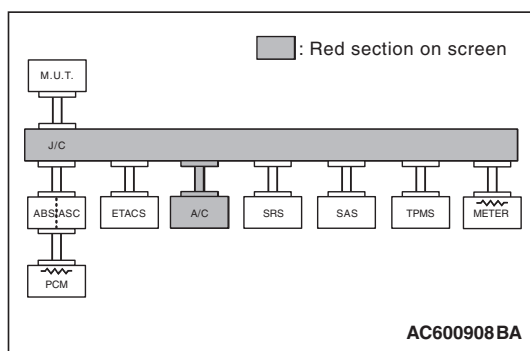 : Red section on screen
M.U.T.
J/C
ABS ASC
ETACS
A/C
SRS
SAS
TPMS
METER
PCM
AC600908BA